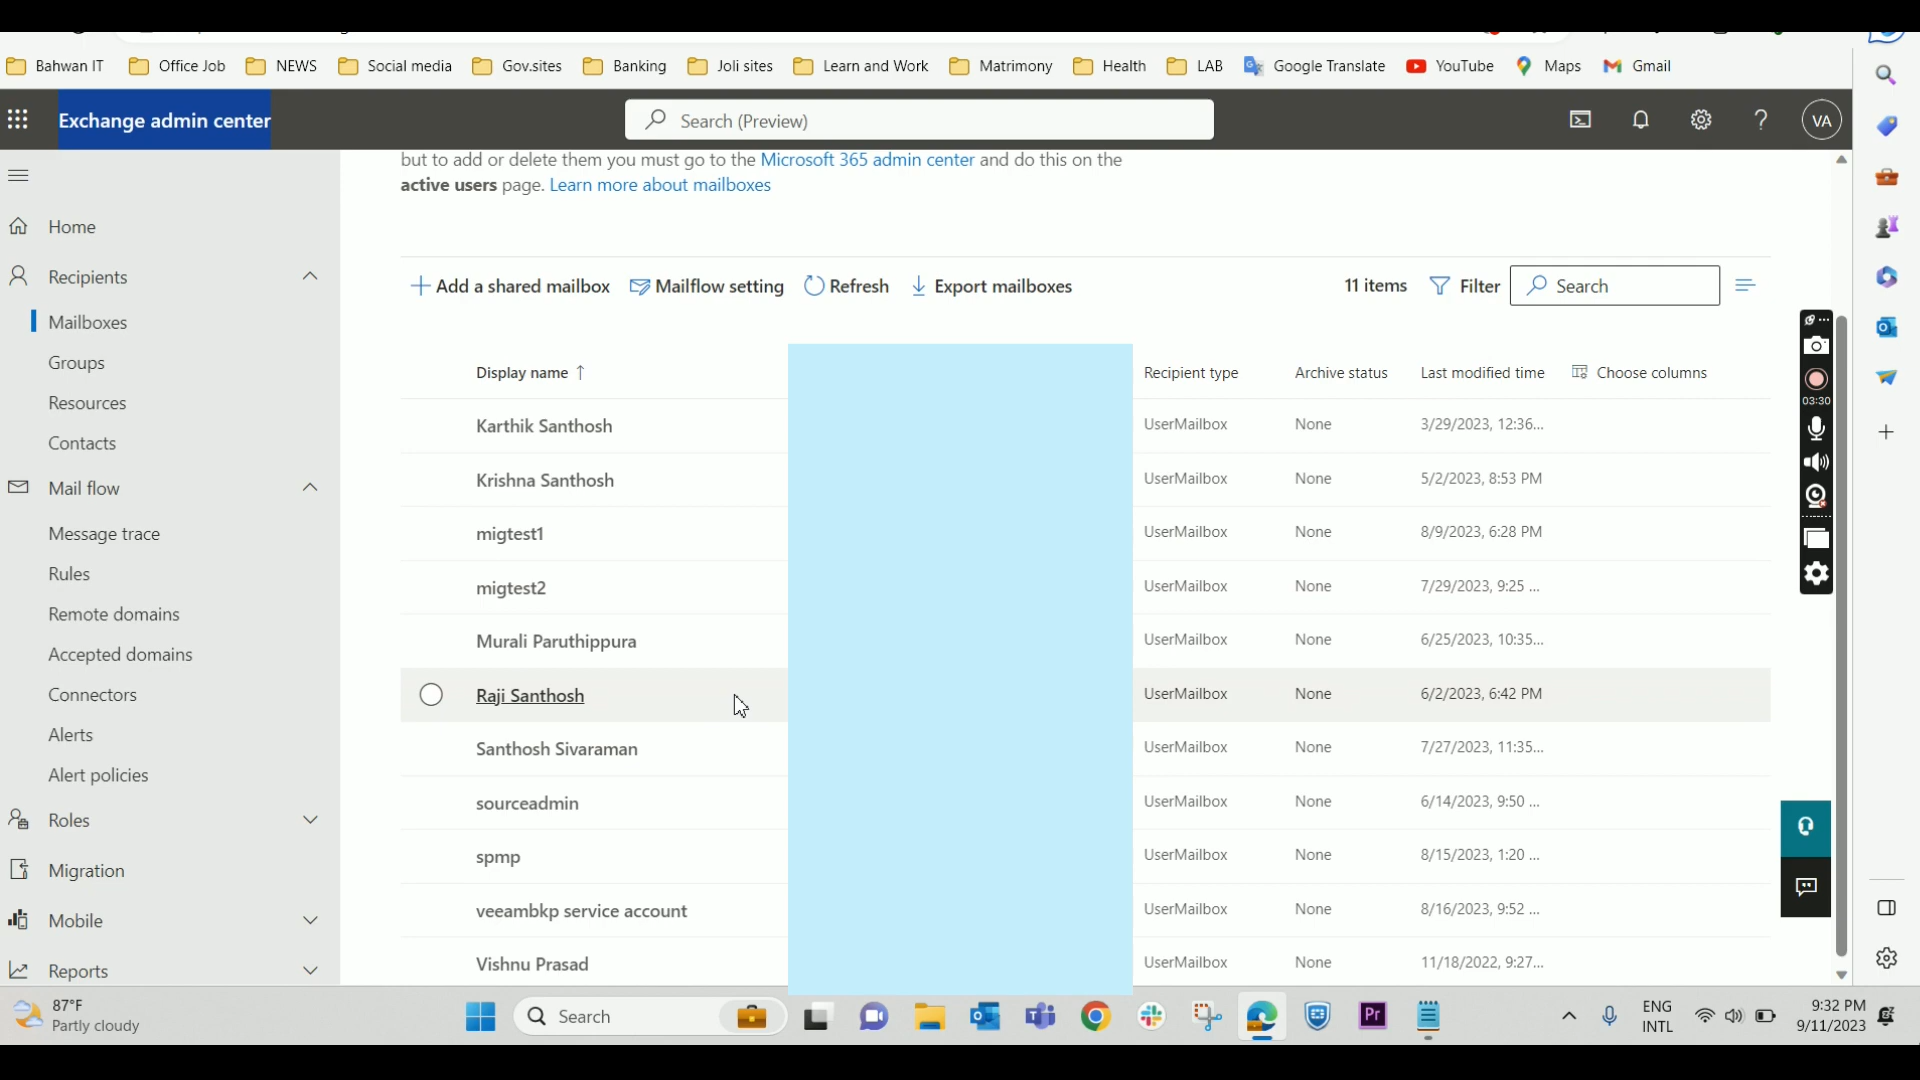 Bahwan IT Office Job NEWS Social media Gov.sites Banking Joli sites Learn and Work Matrimony Health LAB Google Translate YouTube Maps Gmail
Exchange admin center
Search (Preview)
VA
but to add or delete them you must go to the Microsoft 365 admin center and do this on the
active users page. Learn more about mailboxes
Home
Recipients
Mailboxes
Groups
Resources
Contacts
Mail flow
Message trace
Rules
Remote domains
Accepted domains
Connectors
Alerts
Alert policies
Roles
Migration
Mobile
Reports
Add a shared mailbox Mailflow setting Refresh Export mailboxes 11 items Filter Search
Display name ↑ Recipient type Archive status Last modified time Choose columns
Karthik Santhosh UserMailbox None 3/29/2023, 12:36...
Krishna Santhosh UserMailbox None 5/2/2023, 8:53 PM
migtest1 UserMailbox None 8/9/2023, 6:28 PM
migtest2 UserMailbox None 7/29/2023, 9:25 ...
Murali Paruthippura UserMailbox None 6/25/2023, 10:35...
Raji Santhosh UserMailbox None 6/2/2023, 6:42 PM
Santhosh Sivaraman UserMailbox None 7/27/2023, 11:35...
sourceadmin UserMailbox None 6/14/2023, 9:50 ...
spmp UserMailbox None 8/15/2023, 1:20 ...
veeambkp service account UserMailbox None 8/16/2023, 9:52 ...
Vishnu Prasad UserMailbox None 11/18/2022, 9:27...
03:30
87°F
Partly cloudy
Search
Pr
ENG
INTL
9:32 PM
9/11/2023